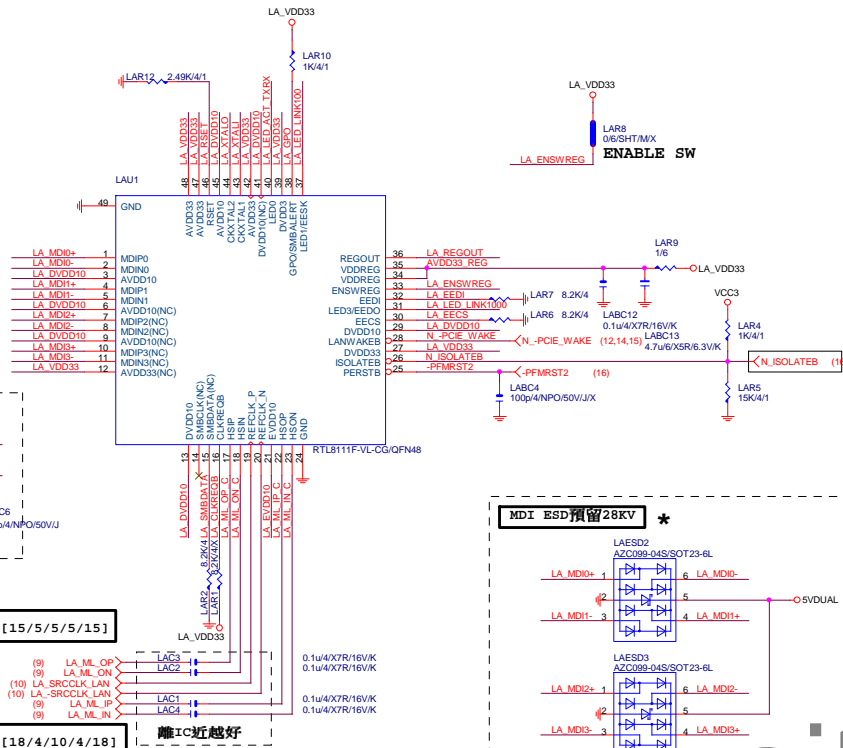 LA_VDD33
LAR10
1K/4/1
LAR12 2.49K/4/1
LA_VDD33
LA_VDD33
LA_RSET
LA_DVDD10
LA_XTALO
LA_XTALI
LA_VDD33
LA_DVDD10
LA_LED_ACT_TXRX
LA_VDD33
LA_GPO
LA_LED_LINK100
48 47 46 45 44 43 42 41 40 39 38 37
LA_VDD33
LAR8
0/6/SHT/M/X
LA_ENSWREG
ENABLE SW
LAU1
49 GND
AVDD33
AVDD33
RSET
AVDD10
CKXTAL2
CKXTAL1
AVDD33
DVDD10(NC)
LED0
DVDD3
GPO/SMBALERT
LED1/EESK
LA_MDI0+ 1 MDIP0
LA_MDI0- 2 MDIN0
LA_DVDD10 3 AVDD10
LA_MDI1+ 4 MDIP1
LA_MDI1- 5 MDIN1
LA_DVDD10 6 AVDD10(NC)
LA_MDI2+ 7 MDIP2(NC)
LA_MDI2- 8 MDIN2(NC)
LA_DVDD10 9 AVDD10(NC)
LA_MDI3+ 10 MDIP3(NC)
LA_MDI3- 11 MDIN3(NC)
LA_VDD33 12 AVDD33(NC)
REGOUT 36 LA_REGOUT
VDDREG 35 AVDD33_REG
VDDREG 34
ENSWREG 33 LA_ENSWREG
EEDI 32 LA_EEDI
LED3/EEDO 31 LA_LED_LINK1000
EECS 30 LA_EECS
DVDD10 29 LA_DVDD10
LANWAKEB 28 N_-PCIE_WAKE
DVDD33 27 LA_VDD33
ISOLATEB 26 N_ISOLATEB
PERSTB 25 -PFMRST2
LAR9
1/6
LA_VDD33
LAR7 8.2K/4
LAR6 8.2K/4
LABC12
0.1u/4/X7R/16V/K
LABC13
4.7u/6/X5R/6.3V/K
N_-PCIE_WAKE (12,14,15)
-PFMRST2 (16)
LABC4
100p/4/NPO/50V/J/X
VCC3
LAR4
1K/4/1
N_ISOLATEB
LAR5
15K/4/1
RTL8111F-VL-CG/QFN48
DVDD10
SMBCLK(NC)
SMBDATA(NC)
CLKREQB
HSIP
HSIN
REFCLK_P
REFCLK_N
EVDD10
HSOP
HSON
GND
13 14 15 16 17 18 19 20 21 22 23 24
LA_DVDD10
LA_SMBDATA
LA_CLKREQB
LA_ML_OP_C
LA_ML_ON_C
LA_EVDD10
LA_ML_IP_C
LA_ML_IN_C
8.2K/4
8.2K/4/X
LAR2
LAR1
LA_VDD33
C6
/4/NPO/50V/J
[15/5/5/5/15]
(9) LA_ML_OP LAC3 0.1u/4/X7R/16V/K
(9) LA_ML_ON LAC2 0.1u/4/X7R/16V/K
(10) LA_SRCCLK_LAN
(10) LA_-SRCCLK_LAN
(9) LA_ML_IP LAC1 0.1u/4/X7R/16V/K
(9) LA_ML_IN LAC4 0.1u/4/X7R/16V/K
離IC近越好
[18/4/10/4/18]
MDI ESD預留28KV *
LAESD2
AZC099-04S/SOT23-6L
LA_MDI0+ 1 6 LA_MDI0-
2 5
LA_MDI1- 3 4 LA_MDI1+
5VDUAL
LAESD3
AZC099-04S/SOT23-6L
LA_MDI2+ 1 6 LA_MDI2-
2 5
LA_MDI3- 3 4 LA_MDI3+